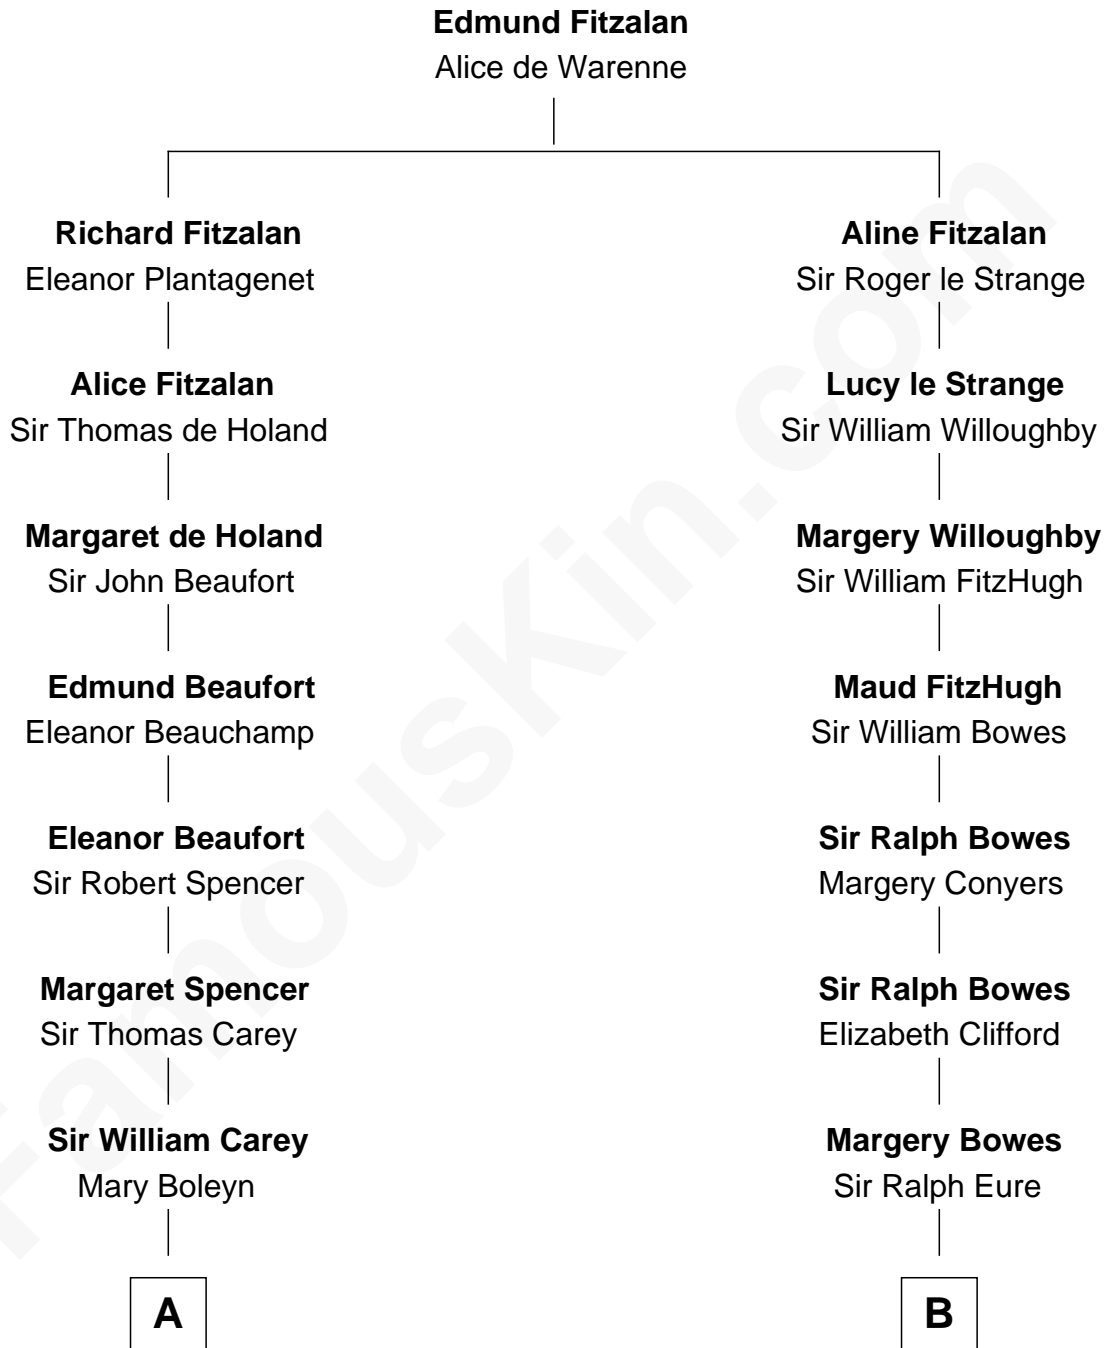 Edmund Fitzalan
Alice de Warenne
Richard Fitzalan
Eleanor Plantagenet
Aline Fitzalan
Sir Roger le Strange
Alice Fitzalan
Sir Thomas de Holand
Lucy le Strange
Sir William Willoughby
Margaret de Holand
Sir John Beaufort
Margery Willoughby
Sir William FitzHugh
Edmund Beaufort
Eleanor Beauchamp
Maud FitzHugh
Sir William Bowes
Eleanor Beaufort
Sir Robert Spencer
Sir Ralph Bowes
Margery Conyers
Margaret Spencer
Sir Thomas Carey
Sir Ralph Bowes
Elizabeth Clifford
Sir William Carey
Mary Boleyn
Margery Bowes
Sir Ralph Eure
A
B
FamousKin.com